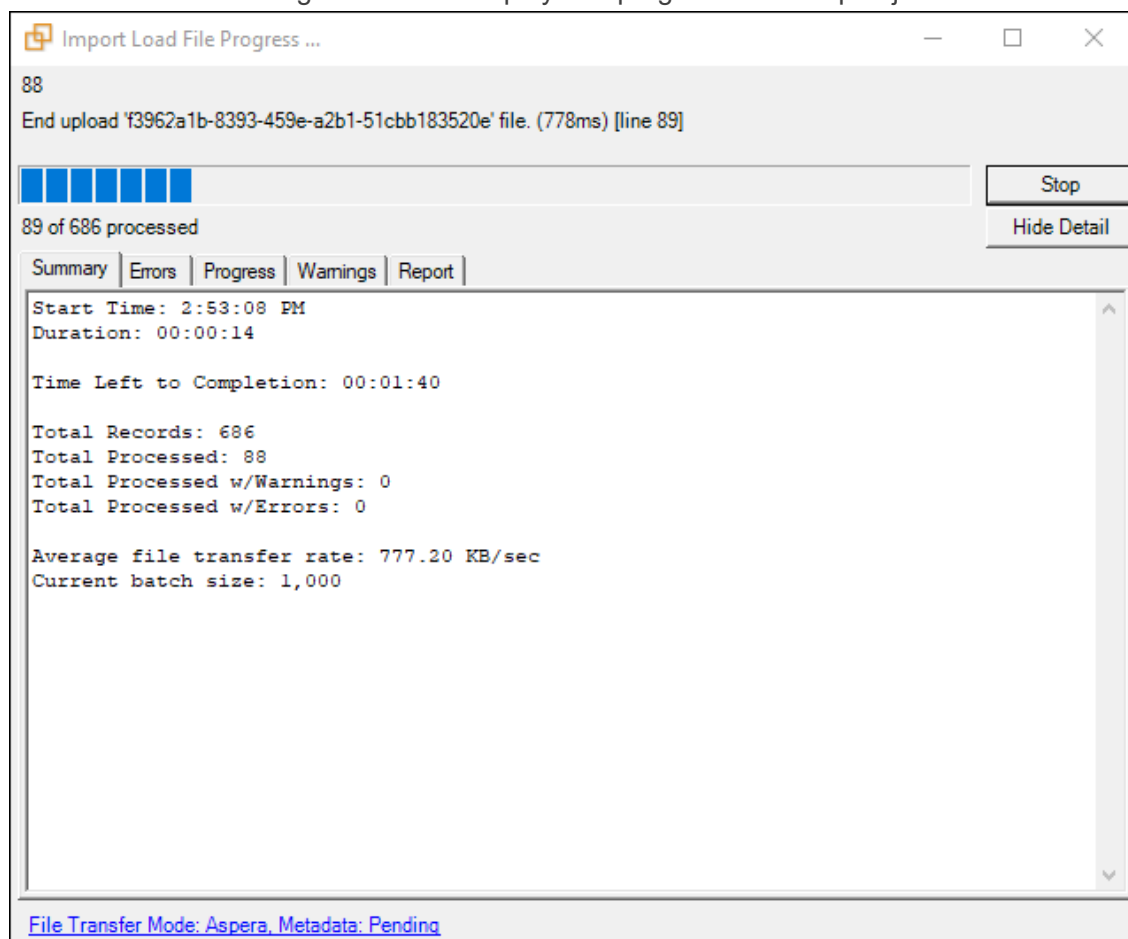 Import Load File Progress ...
88
End upload 'f3962a1b-8393-459e-a2b1-51cbb183520e' file. (778ms) [line 89]
Stop
89 of 686 processed
Hide Detail
Summary Errors Progress Warnings Report
Start Time: 2:53:08 PM
Duration: 00:00:14
Time Left to Completion: 00:01:40
Total Records: 686
Total Processed: 88
Total Processed w/Warnings: 0
Total Processed w/Errors: 0
Average file transfer rate: 777.20 KB/sec
Current batch size: 1,000
File Transfer Mode: Aspera, Metadata: Pending